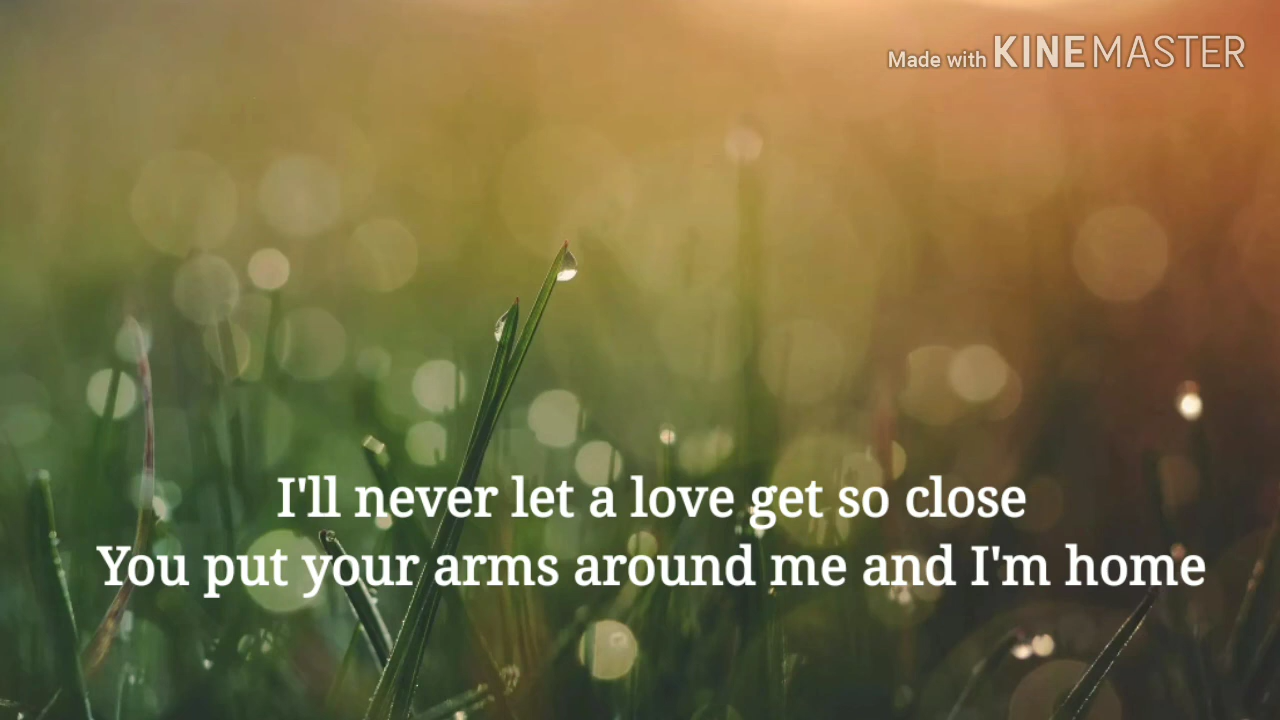 Made with KINEMASTER
I'll never let a love get so close
You put your arms around me and I'm home